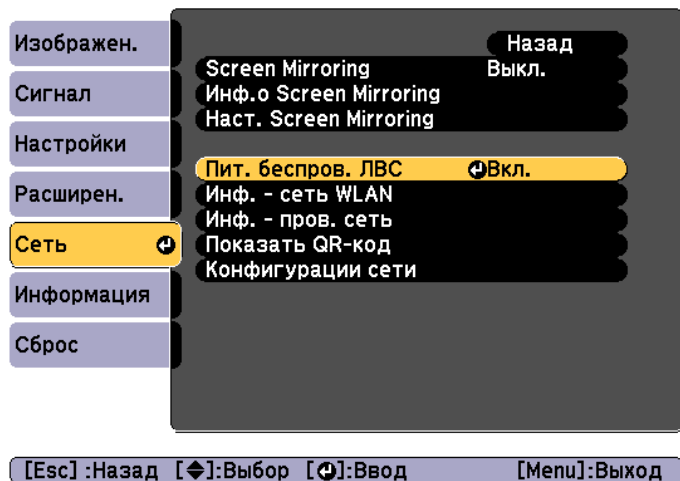 Изображен.
Сигнал
Настройки
Расширен.
Сеть
Информация
Сброс
Назад
Screen Mirroring Выкл.
Инф.о Screen Mirroring
Наст. Screen Mirroring
Пит. беспров. ЛВС Вкл.
Инф. - сеть WLAN
Инф. - пров. сеть
Показать QR-код
Конфигурации сети
[Esc] :Назад [◆]:Выбор [⏎]:Ввод [Menu]:Выход